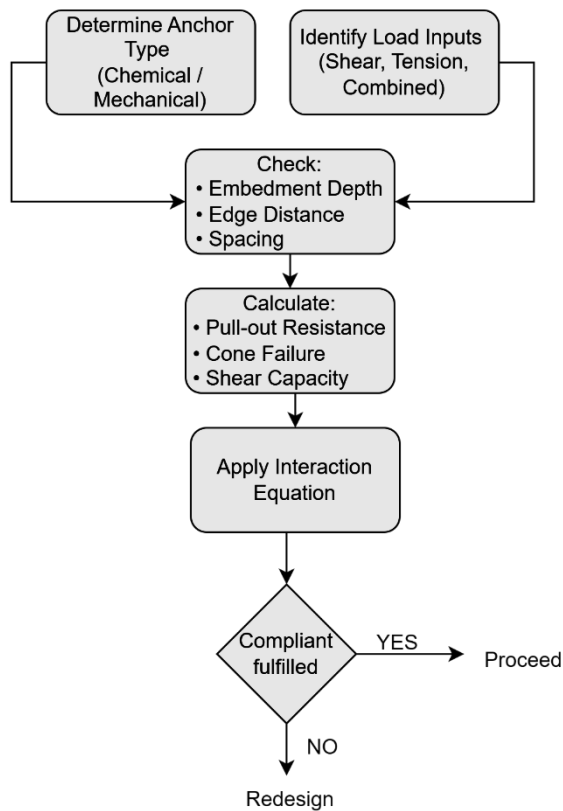 Determine Anchor
Type
(Chemical /
Mechanical)
Identify Load Inputs
(Shear, Tension,
Combined)
Check:
• Embedment Depth
• Edge Distance
• Spacing
Calculate:
• Pull-out Resistance
• Cone Failure
• Shear Capacity
Apply Interaction
Equation
Compliant
fulfilled
YES
Proceed
NO
Redesign